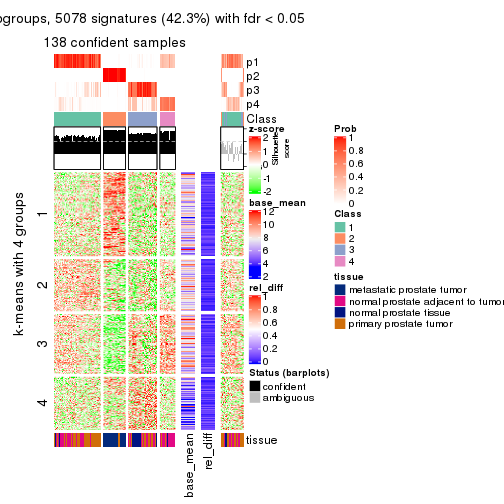 ogroups, 5078 signatures (42.3%) with fdr < 0.05
138 confident samples
p1
p2
p3
p4
Class
z-score
2
1
0
-1
-2
Silhouette
score
Prob
1
0.8
0.6
0.4
0.2
0
base_mean
12
10
8
6
4
2
Class
1
2
3
4
rel_diff
1
0.8
0.6
0.4
0.2
0
tissue
metastatic prostate tumor
normal prostate adjacent to tumor
normal prostate tissue
primary prostate tumor
Status (barplots)
confident
ambiguous
k-means with 4 groups
1
2
3
4
tissue
base_mean
rel_diff